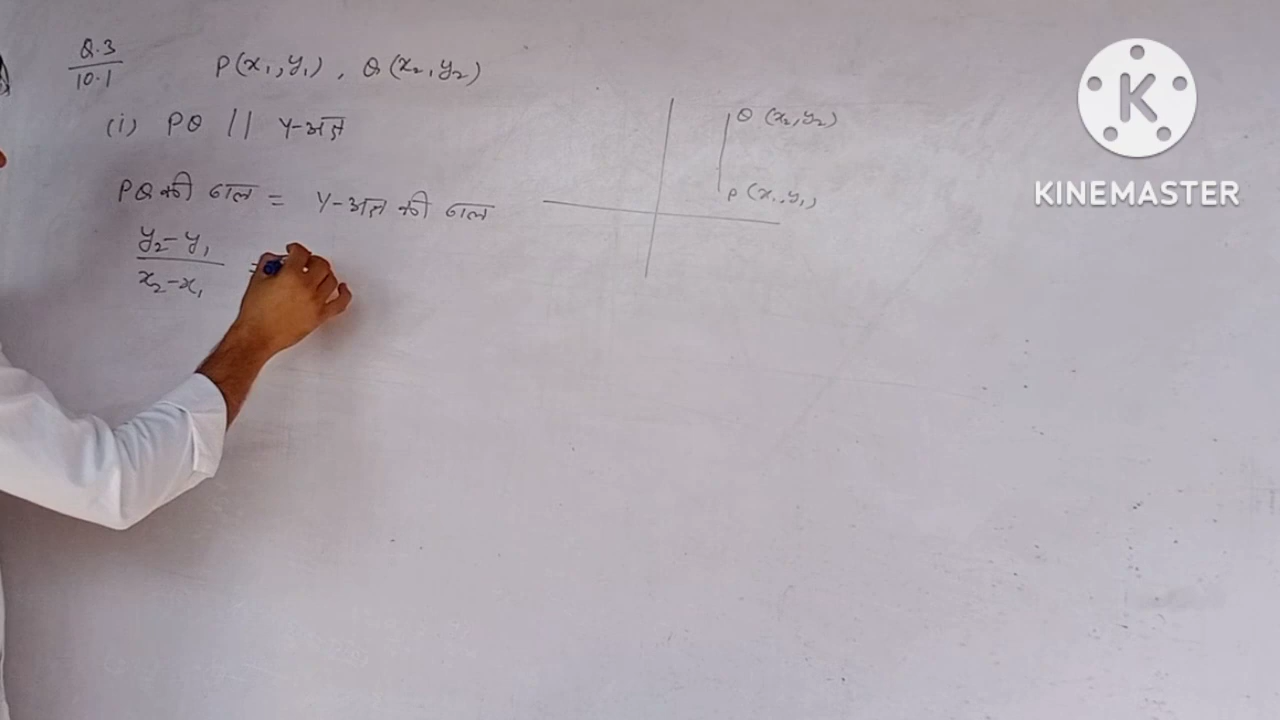 Q.3
10.1
P(x₁,y₁), Q(x₂,y₂)
(i) PQ || Y-अक्ष
PQ की ढाल = Y-अक्ष की ढाल
y₂-y₁
x₂-x₁
=
Q (x₂,y₂)
P(x₁,y₁)
K
KINEMASTER